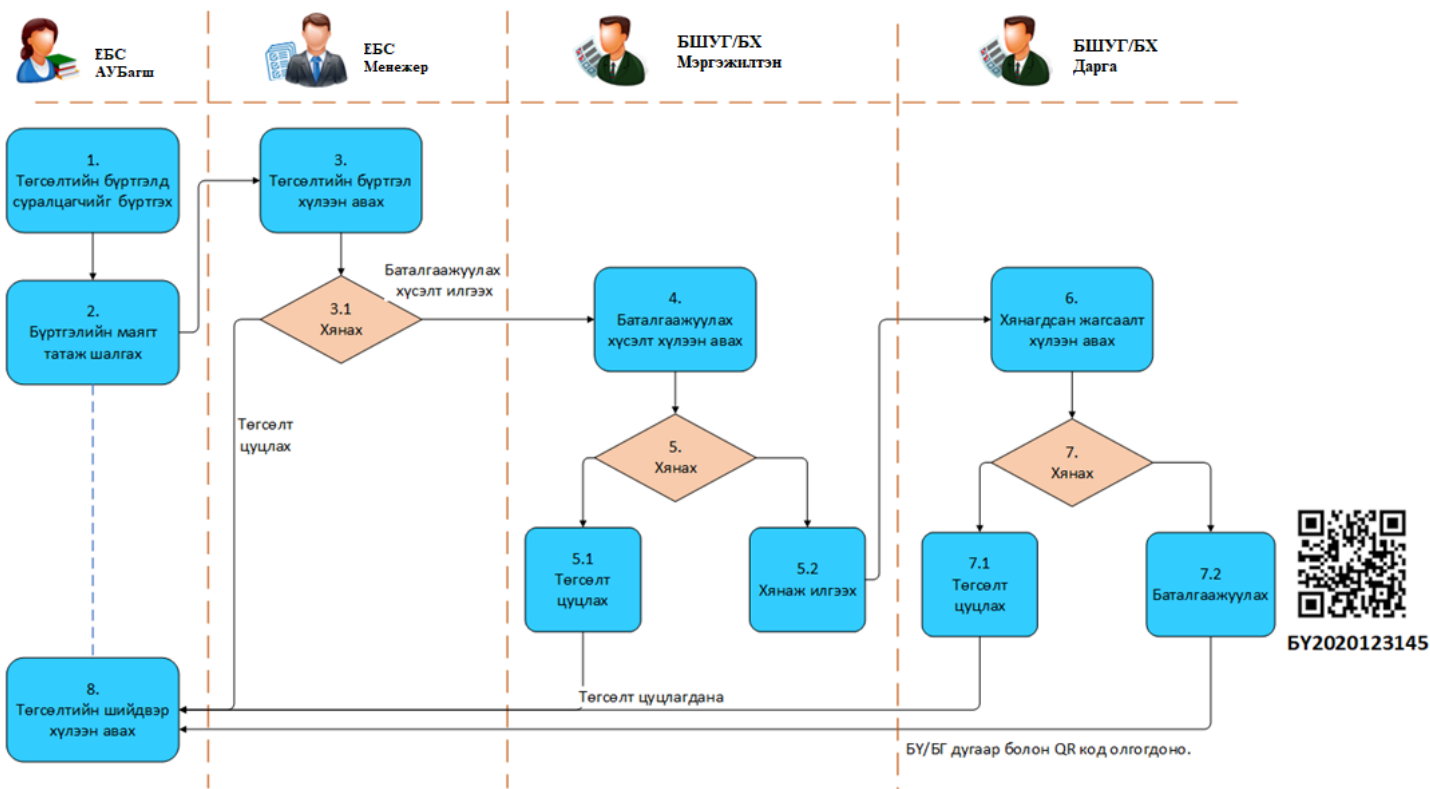 ЕБС
АУБагш
ЕБС
Менежер
БШУГ/БХ
Мэргэжилтэн
БШУГ/БХ
Дарга
1.
Төгсөлтийн бүртгэлд
суралцагчийг бүртгэх
2.
Бүртгэлийн маягт
татаж шалгах
3.
Төгсөлтийн бүртгэл
хүлээн авах
3.1
Хянах
Баталгаажуулах
хүсэлт илгээх
Төгсөлт
цуцлах
4.
Баталгаажуулах
хүсэлт хүлээн авах
5.
Хянах
5.1
Төгсөлт
цуцлах
5.2
Хянаж илгээх
6.
Хянагдсан жагсаалт
хүлээн авах
7.
Хянах
7.1
Төгсөлт
цуцлах
7.2
Баталгаажуулах
БҮ2020123145
8.
Төгсөлтийн шийдвэр
хүлээн авах
Төгсөлт цуцлагдана
БҮ/БГ дугаар болон QR код олгогдоно.